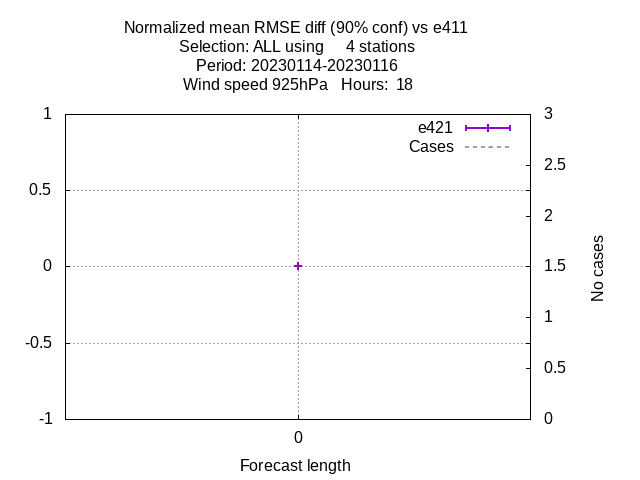 Normalized mean RMSE diff (90% conf) vs e411
Selection: ALL using     4 stations
Period: 20230114-20230116
Wind speed 925hPa   Hours:  18
1
0.5
0
-0.5
-1
e421
Cases
3
2.5
2
1.5
1
0.5
0
No cases
0
Forecast length